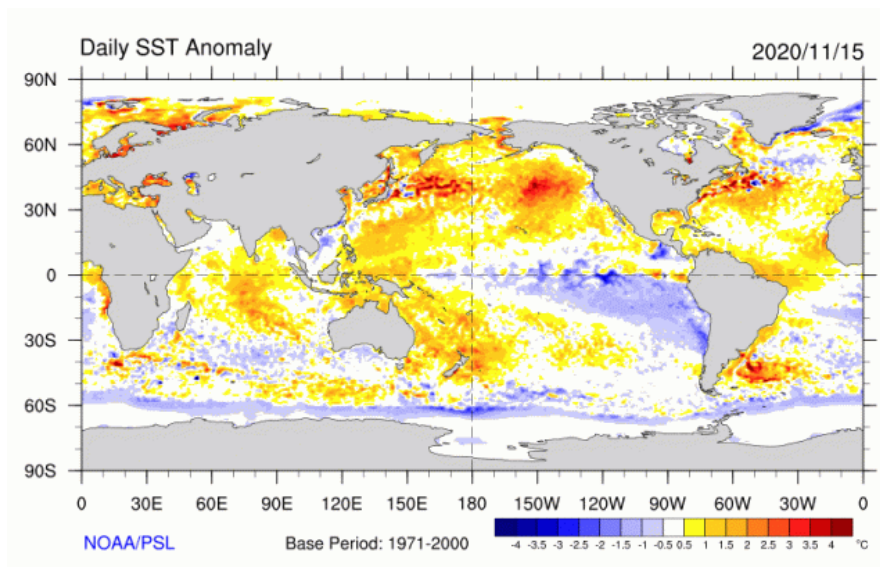 Daily SST Anomaly 2020/11/15
90N
60N
30N
0
30S
60S
90S
0 30E 60E 90E 120E 150E 180 150W 120W 90W 60W 30W 0
NOAA/PSL Base Period: 1971-2000
-4 -3.5 -3 -2.5 -2 -1.5 -1 -0.5 0.5 1 1.5 2 2.5 3 3.5 4 °C